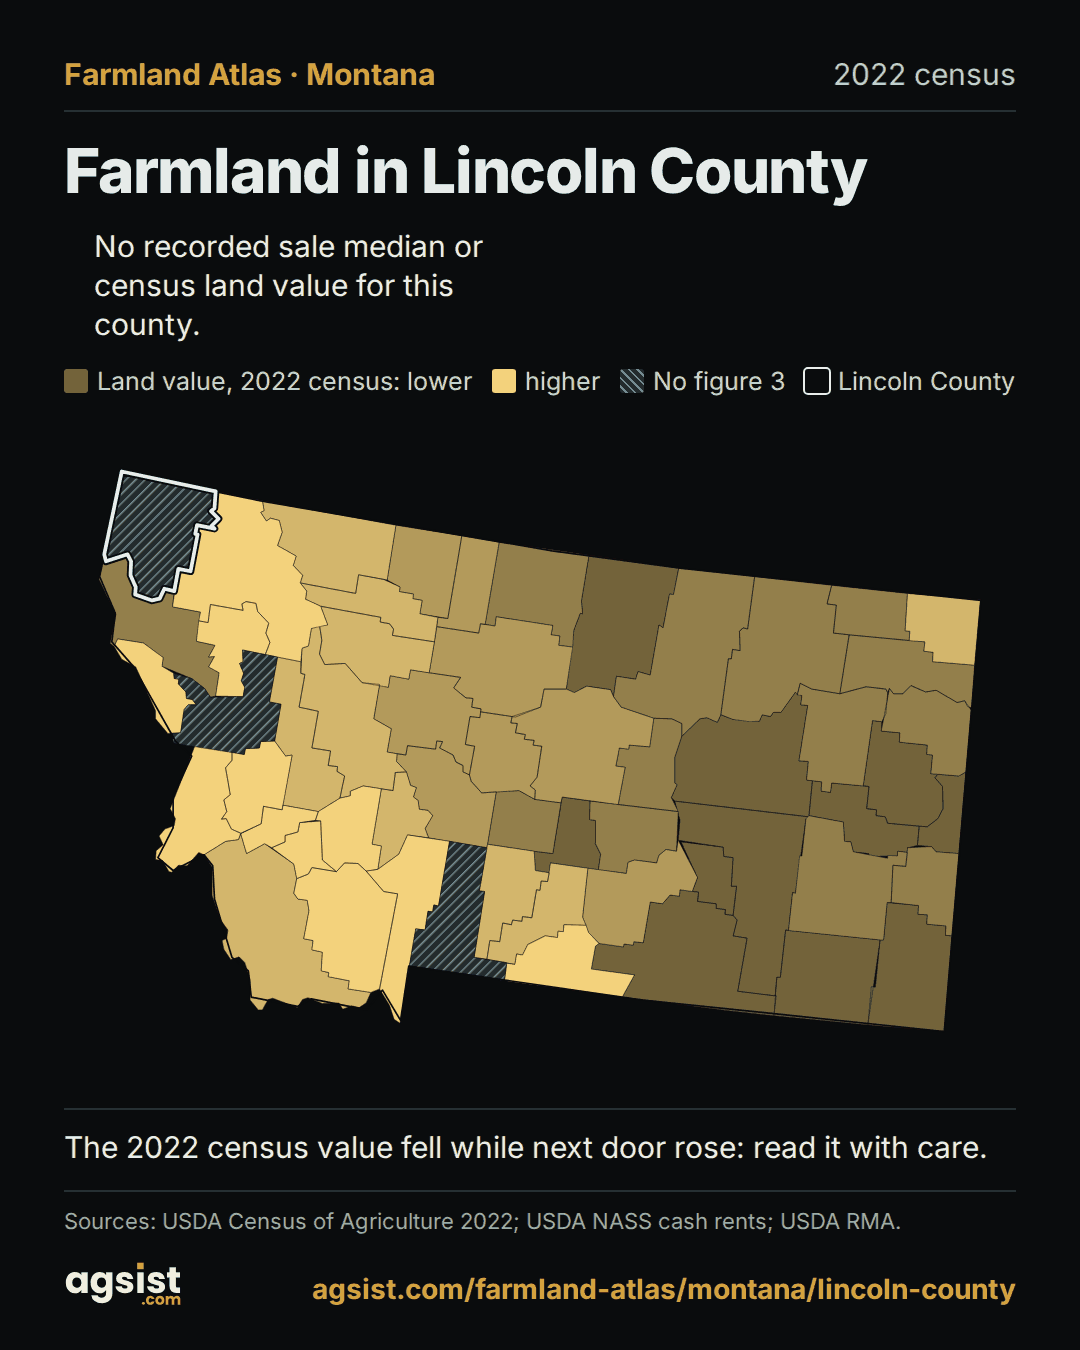 Farmland Atlas · Montana
2022 census
Farmland in Lincoln County
No recorded sale median or
census land value for this
county.
Land value, 2022 census: lower
higher
No figure 3
Lincoln County
The 2022 census value fell while next door rose: read it with care.
Sources: USDA Census of Agriculture 2022; USDA NASS cash rents; USDA RMA.
agsist
.com
agsist.com/farmland-atlas/montana/lincoln-county